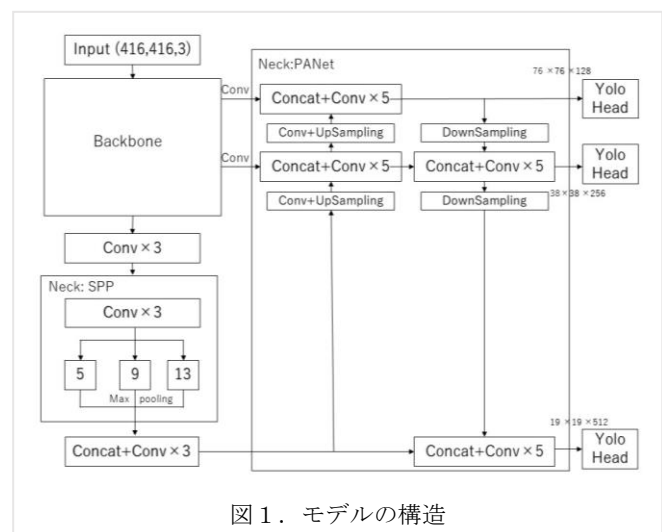 Input (416,416,3)
Neck:PANet
76 ×76 ×128
Conv
Concat+Conv×5
Yolo
Head
Backbone
Conv+UpSampling
DownSampling
Conv
Concat+Conv×5
Concat+Conv×5
Yolo
Head
Conv+UpSampling
DownSampling
38×38 ×256
Conv×3
Neck: SPP
Conv×3
5
9
13
Max pooling
19 ×19 ×512
Concat+Conv×3
Concat+Conv×5
Yolo
Head
図1．モデルの構造